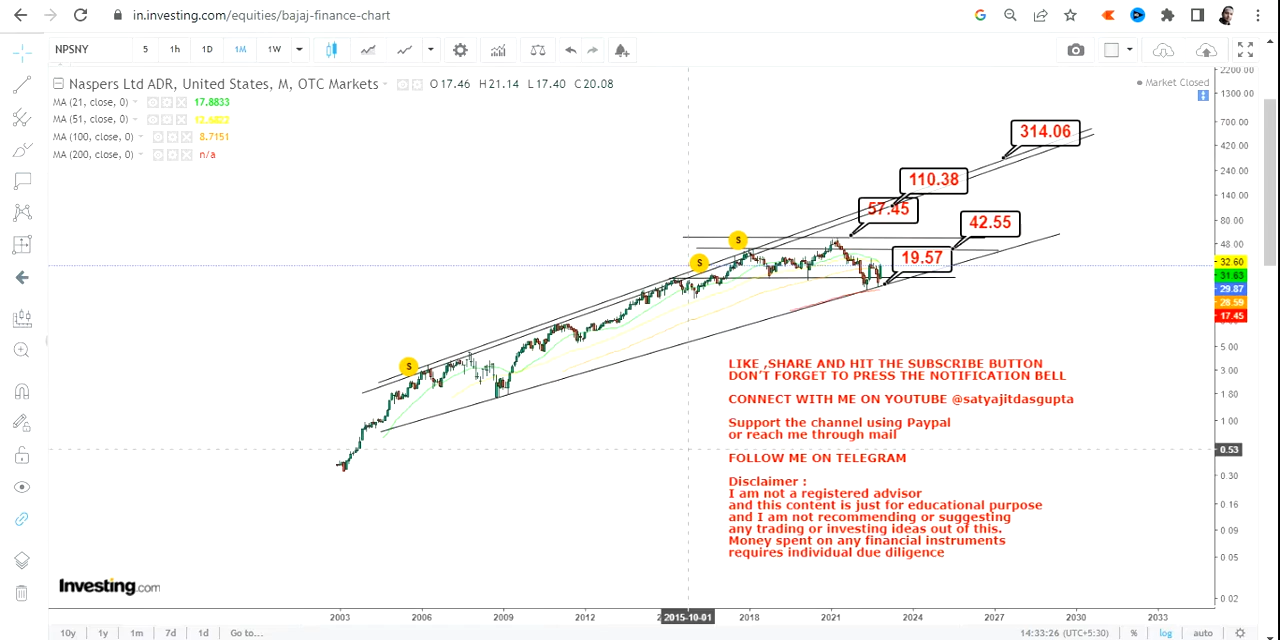 in.investing.com/equities/bajaj-finance-chart
NPSNY 5 1h 1D 1M 1W
Naspers Ltd ADR, United States, M, OTC Markets O17.46 H21.14 L17.40 C20.08
Market Closed
MA (21, close, 0) 17.8833
MA (51, close, 0)
MA (100, close, 0) 8.7151
MA (200, close, 0) n/a
314.06
110.38
57.45
42.55
19.57
S
S
S
2200.00
1300.00
700.00
420.00
240.00
140.00
80.00
48.00
32.60
31.63
29.87
28.59
17.45
5.00
3.00
1.80
1.00
0.53
0.30
0.16
0.09
0.05
0.02
LIKE ,SHARE AND HIT THE SUBSCRIBE BUTTON
DON'T FORGET TO PRESS THE NOTIFICATION BELL
CONNECT WITH ME ON YOUTUBE @satyajitdasgupta
Support the channel using Paypal
or reach me through mail
FOLLOW ME ON TELEGRAM
Disclaimer :
I am not a registered advisor
and this content is just for educational purpose
and I am not recommending or suggesting
any trading or investing ideas out of this.
Money spent on any financial instruments
requires individual due diligence
Investing.com
2003 2006 2009 2012 2015-10-01 2018 2021 2024 2027 2030 2033
10y 1y 1m 7d 1d Go to... 14:33:26 (UTC+5:30) % log auto